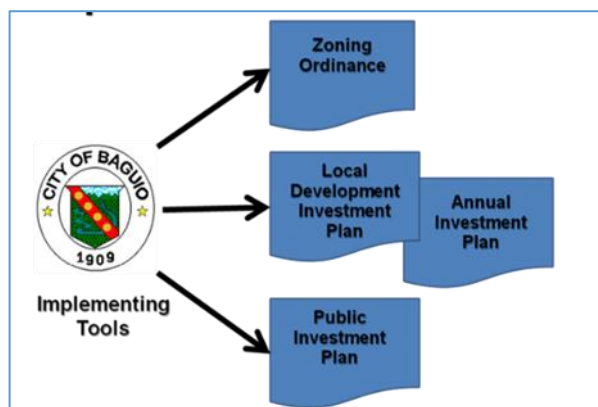 Zoning
Ordinance
CITY OF BAGUIO
1909
Implementing
Tools
Local
Development
Investment
Plan
Annual
Investment
Plan
Public
Investment
Plan